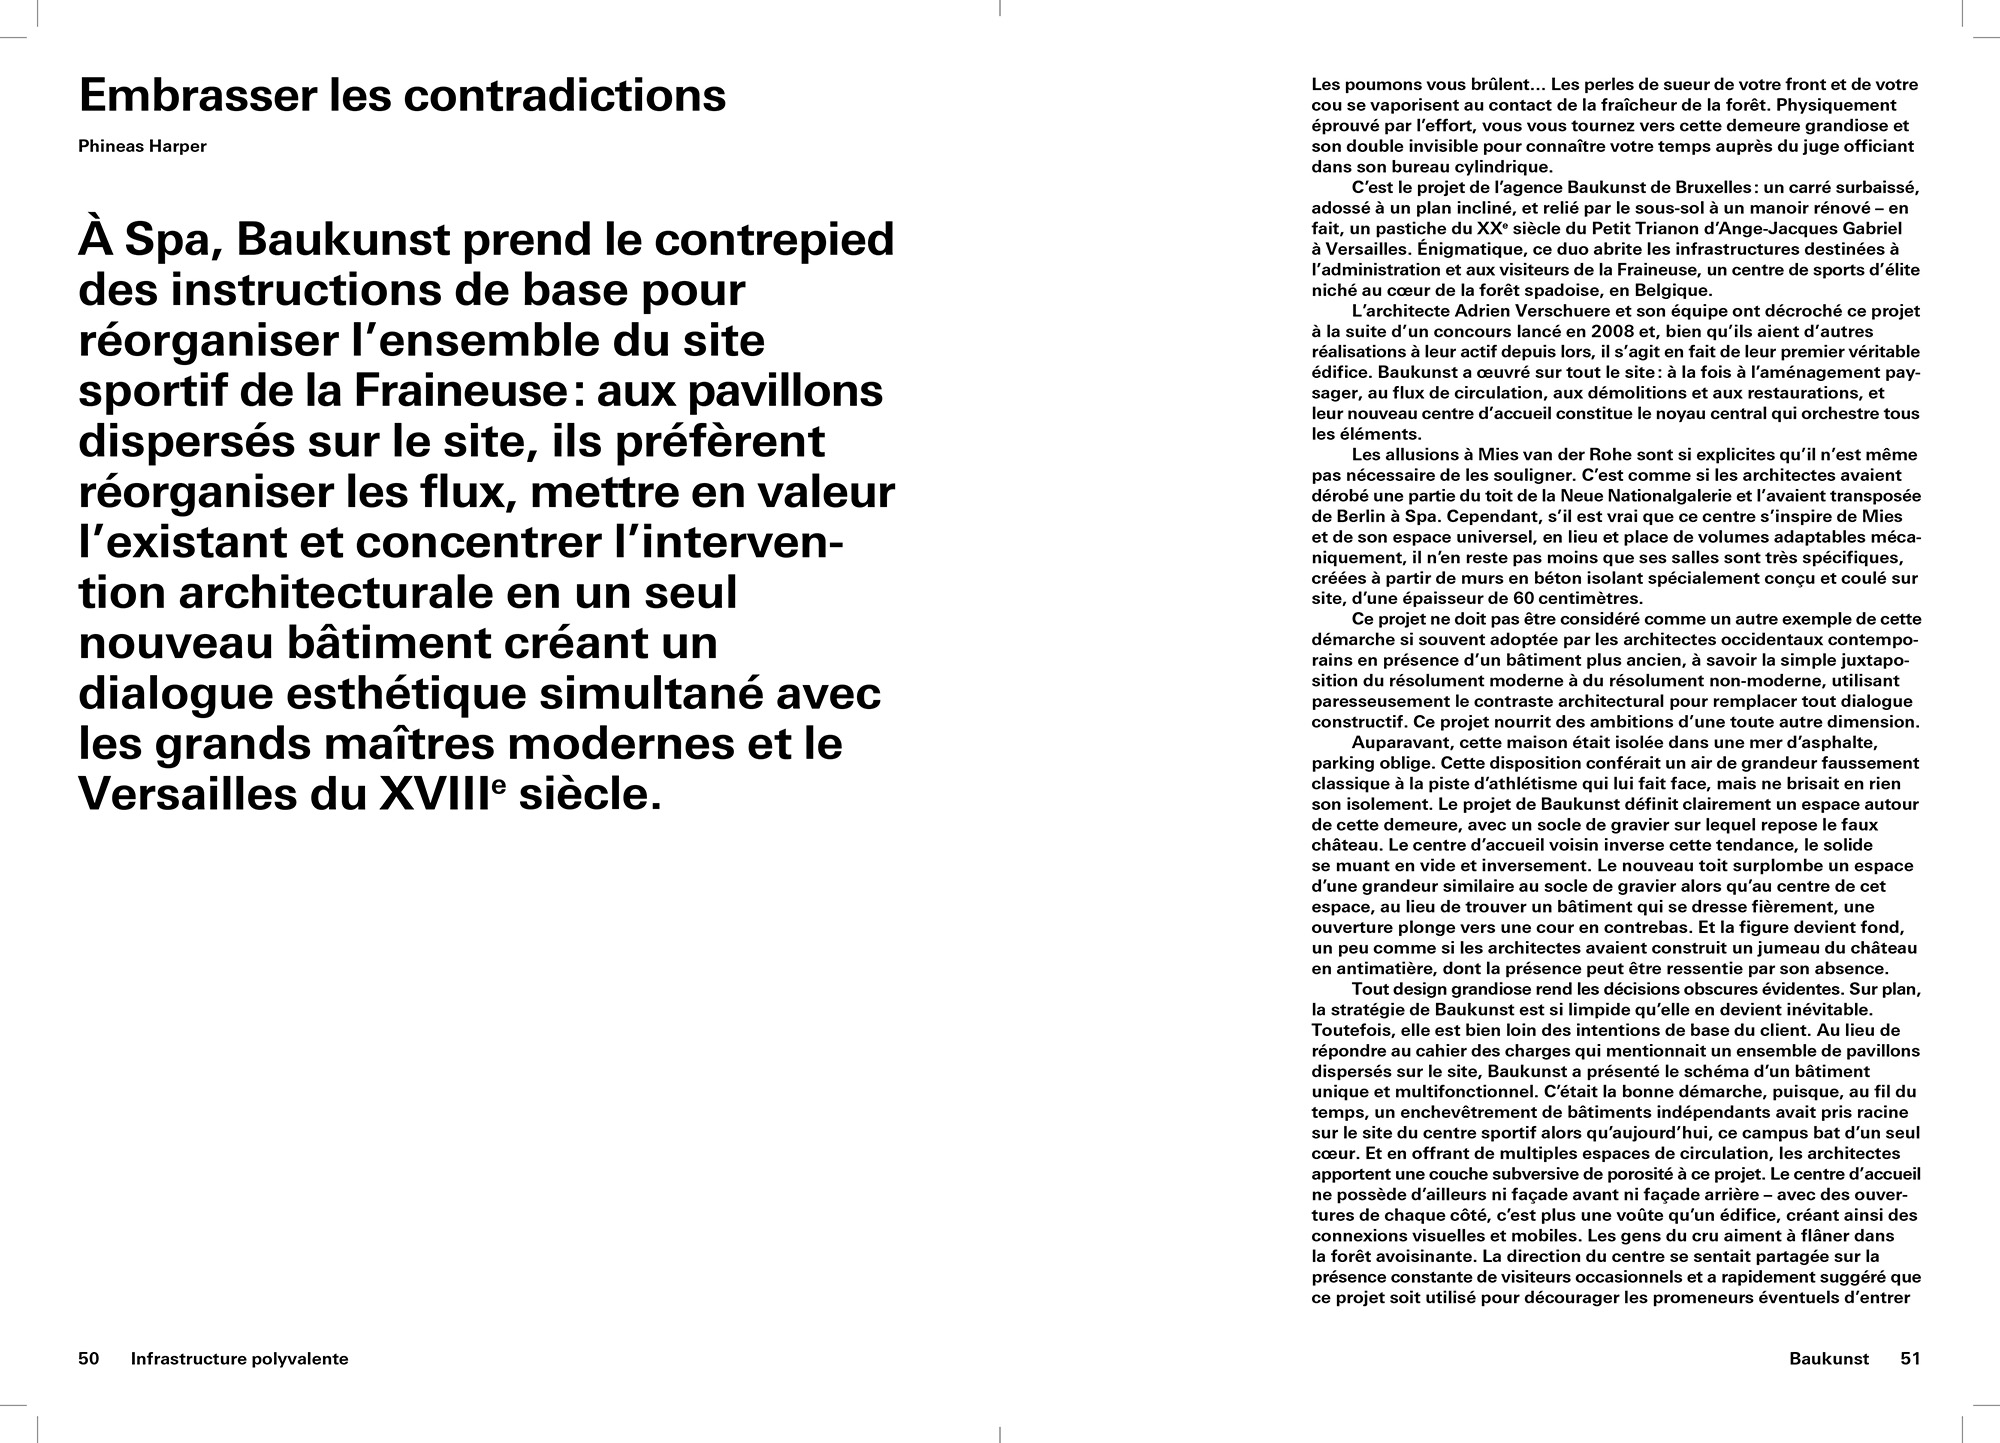 Embrasser les contradictions
Phineas Harper
À Spa, Baukunst prend le contrepied
des instructions de base pour
réorganiser l’ensemble du site
sportif de la Fraineuse : aux pavillons
dispersés sur le site, ils préfèrent
réorganiser les flux, mettre en valeur
l’existant et concentrer l’interven-
tion architecturale en un seul
nouveau bâtiment créant un
dialogue esthétique simultané avec
les grands maîtres modernes et le
Versailles du XVIIIe siècle.
50 Infrastructure polyvalente
Les poumons vous brûlent… Les perles de sueur de votre front et de votre
cou se vaporisent au contact de la fraîcheur de la forêt. Physiquement
éprouvé par l’effort, vous vous tournez vers cette demeure grandiose et
son double invisible pour connaître votre temps auprès du juge officiant
dans son bureau cylindrique.
C’est le projet de l’agence Baukunst de Bruxelles : un carré surbaissé,
adossé à un plan incliné, et relié par le sous-sol à un manoir rénové – en
fait, un pastiche du XXe siècle du Petit Trianon d’Ange-Jacques Gabriel
à Versailles. Énigmatique, ce duo abrite les infrastructures destinées à
l’administration et aux visiteurs de la Fraineuse, un centre de sports d’élite
niché au cœur de la forêt spadoise, en Belgique.
L’architecte Adrien Verschuere et son équipe ont décroché ce projet
à la suite d’un concours lancé en 2008 et, bien qu’ils aient d’autres
réalisations à leur actif depuis lors, il s’agit en fait de leur premier véritable
édifice. Baukunst a œuvré sur tout le site : à la fois à l’aménagement pay-
sager, au flux de circulation, aux démolitions et aux restaurations, et
leur nouveau centre d’accueil constitue le noyau central qui orchestre tous
les éléments.
Les allusions à Mies van der Rohe sont si explicites qu’il n’est même
pas nécessaire de les souligner. C’est comme si les architectes avaient
dérobé une partie du toit de la Neue Nationalgalerie et l’avaient transposée
de Berlin à Spa. Cependant, s’il est vrai que ce centre s’inspire de Mies
et de son espace universel, en lieu et place de volumes adaptables méca-
niquement, il n’en reste pas moins que ses salles sont très spécifiques,
créées à partir de murs en béton isolant spécialement conçu et coulé sur
site, d’une épaisseur de 60 centimètres.
Ce projet ne doit pas être considéré comme un autre exemple de cette
démarche si souvent adoptée par les architectes occidentaux contempo-
rains en présence d’un bâtiment plus ancien, à savoir la simple juxtapo-
sition du résolument moderne à du résolument non-moderne, utilisant
paresseusement le contraste architectural pour remplacer tout dialogue
constructif. Ce projet nourrit des ambitions d’une toute autre dimension.
Auparavant, cette maison était isolée dans une mer d’asphalte,
parking oblige. Cette disposition conférait un air de grandeur faussement
classique à la piste d’athlétisme qui lui fait face, mais ne brisait en rien
son isolement. Le projet de Baukunst définit clairement un espace autour
de cette demeure, avec un socle de gravier sur lequel repose le faux
château. Le centre d’accueil voisin inverse cette tendance, le solide
se muant en vide et inversement. Le nouveau toit surplombe un espace
d’une grandeur similaire au socle de gravier alors qu’au centre de cet
espace, au lieu de trouver un bâtiment qui se dresse fièrement, une
ouverture plonge vers une cour en contrebas. Et la figure devient fond,
un peu comme si les architectes avaient construit un jumeau du château
en antimatière, dont la présence peut être ressentie par son absence.
Tout design grandiose rend les décisions obscures évidentes. Sur plan,
la stratégie de Baukunst est si limpide qu’elle en devient inévitable.
Toutefois, elle est bien loin des intentions de base du client. Au lieu de
répondre au cahier des charges qui mentionnait un ensemble de pavillons
dispersés sur le site, Baukunst a présenté le schéma d’un bâtiment
unique et multifonctionnel. C’était la bonne démarche, puisque, au fil du
temps, un enchevêtrement de bâtiments indépendants avait pris racine
sur le site du centre sportif alors qu’aujourd’hui, ce campus bat d’un seul
cœur. Et en offrant de multiples espaces de circulation, les architectes
apportent une couche subversive de porosité à ce projet. Le centre d’accueil
ne possède d’ailleurs ni façade avant ni façade arrière – avec des ouver-
tures de chaque côté, c’est plus une voûte qu’un édifice, créant ainsi des
connexions visuelles et mobiles. Les gens du cru aiment à flâner dans
la forêt avoisinante. La direction du centre se sentait partagée sur la
présence constante de visiteurs occasionnels et a rapidement suggéré que
ce projet soit utilisé pour décourager les promeneurs éventuels d’entrer
Baukunst 51